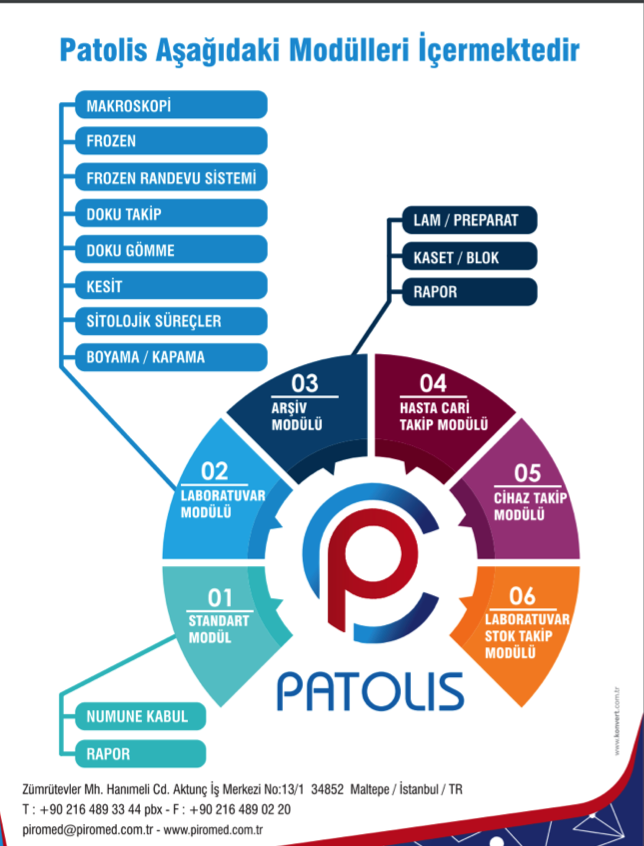 Patolis Aşağıdaki Modülleri İçermektedir
MAKROSKOPİ
FROZEN
FROZEN RANDEVU SİSTEMİ
DOKU TAKİP
DOKU GÖMME
KESİT
SİTOLOJİK SÜREÇLER
BOYAMA / KAPAMA
LAM / PREPARAT
KASET / BLOK
RAPOR
03
ARŞİV
MODÜLÜ
04
HASTA CARİ
TAKİP MODÜLÜ
02
LABORATUVAR
MODÜLÜ
05
CİHAZ TAKİP
MODÜLÜ
01
STANDART
MODÜL
06
LABORATUVAR
STOK TAKİP
MODÜLÜ
PATOLIS
NUMUNE KABUL
RAPOR
www.konvert.com.tr
Zümrütevler Mh. Hanımeli Cd. Aktunç İş Merkezi No:13/1 34852 Maltepe / İstanbul / TR
T : +90 216 489 33 44 pbx - F : +90 216 489 02 20
piromed@piromed.com.tr - www.piromed.com.tr